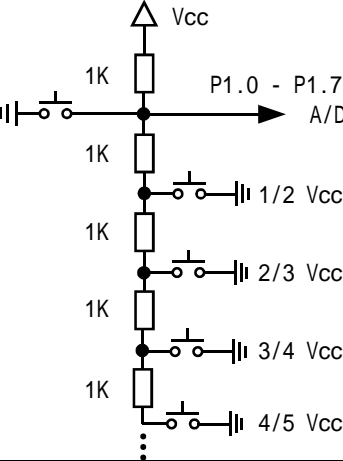 Vcc
1K
P1.0 - P1.7
A/D
1K
1/2 Vcc
1K
2/3 Vcc
1K
3/4 Vcc
1K
4/5 Vcc